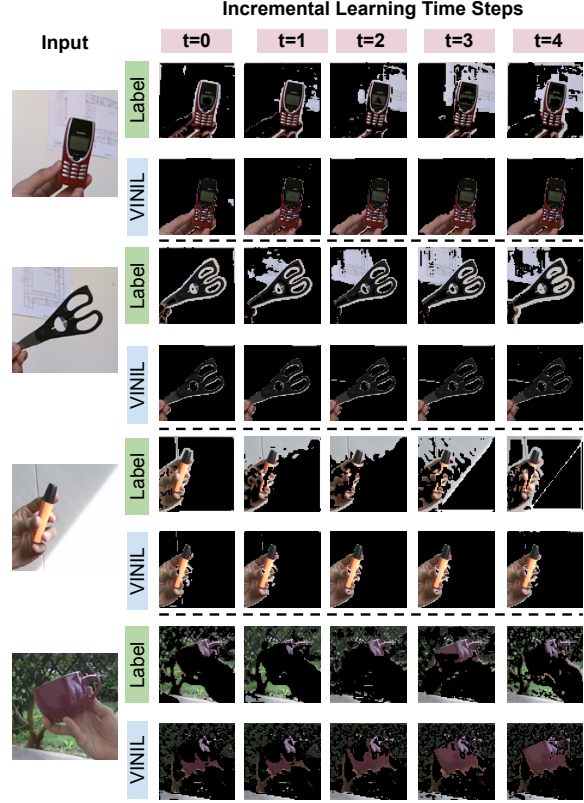 Incremental Learning Time Steps
Input
t=0
t=1
t=2
t=3
t=4
Label
VINIL
Label
VINIL
Label
VINIL
Label
VINIL